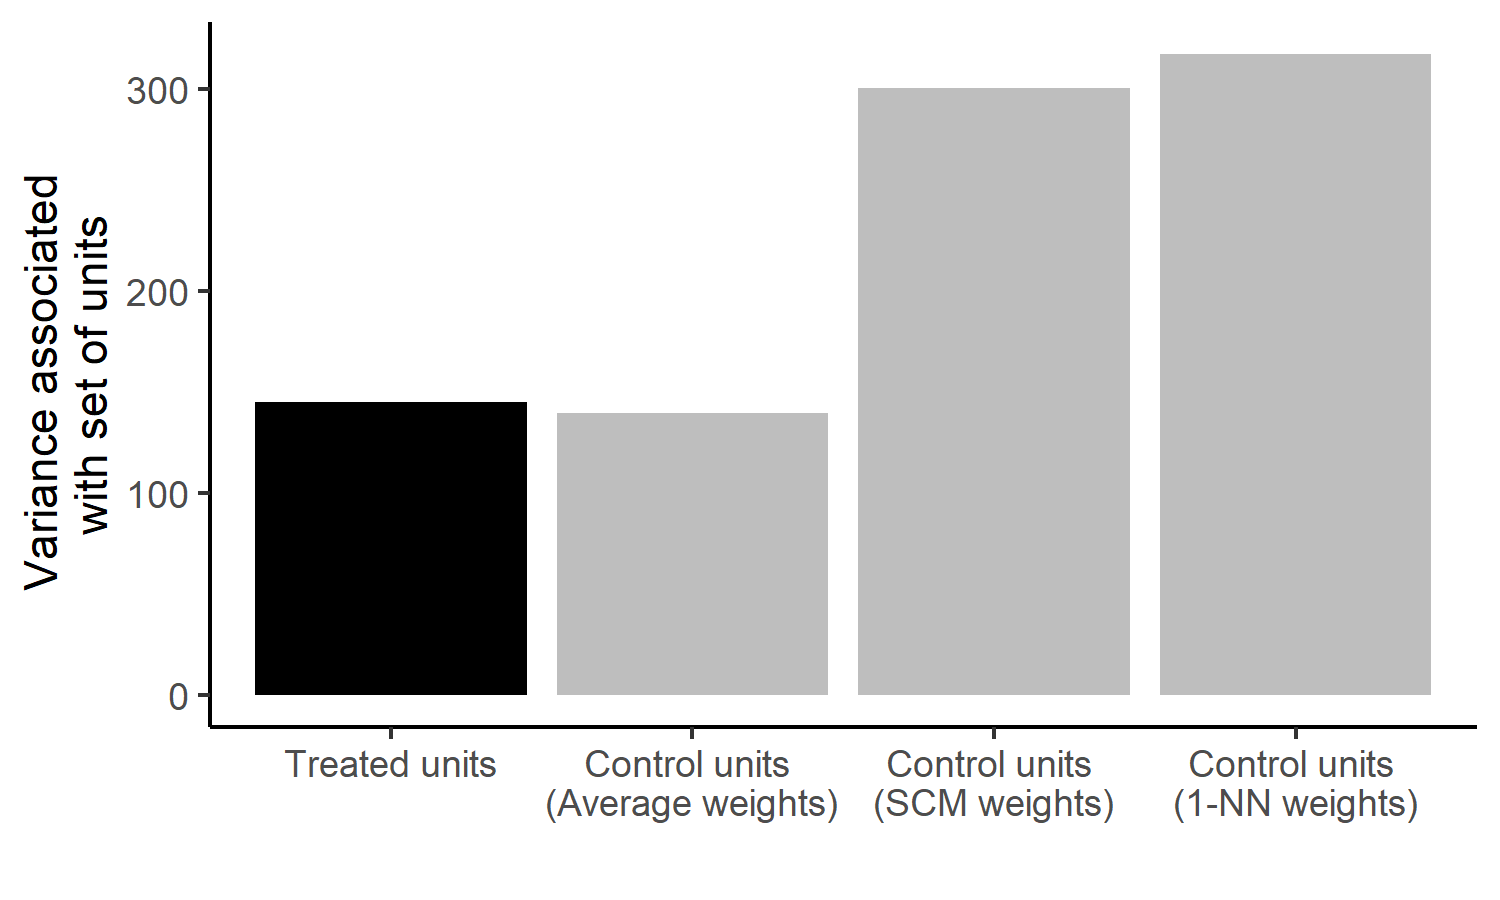 Variance associated
with set of units
300
200
100
0
Treated units
Control units
(Average weights)
Control units
(SCM weights)
Control units
(1-NN weights)